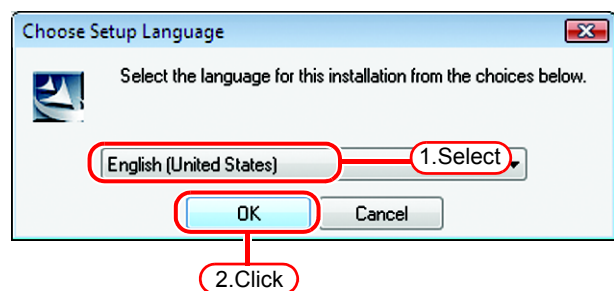 Choose Setup Language
Select the language for this installation from the choices below.
English (United States)
1.Select
OK
Cancel
2.Click